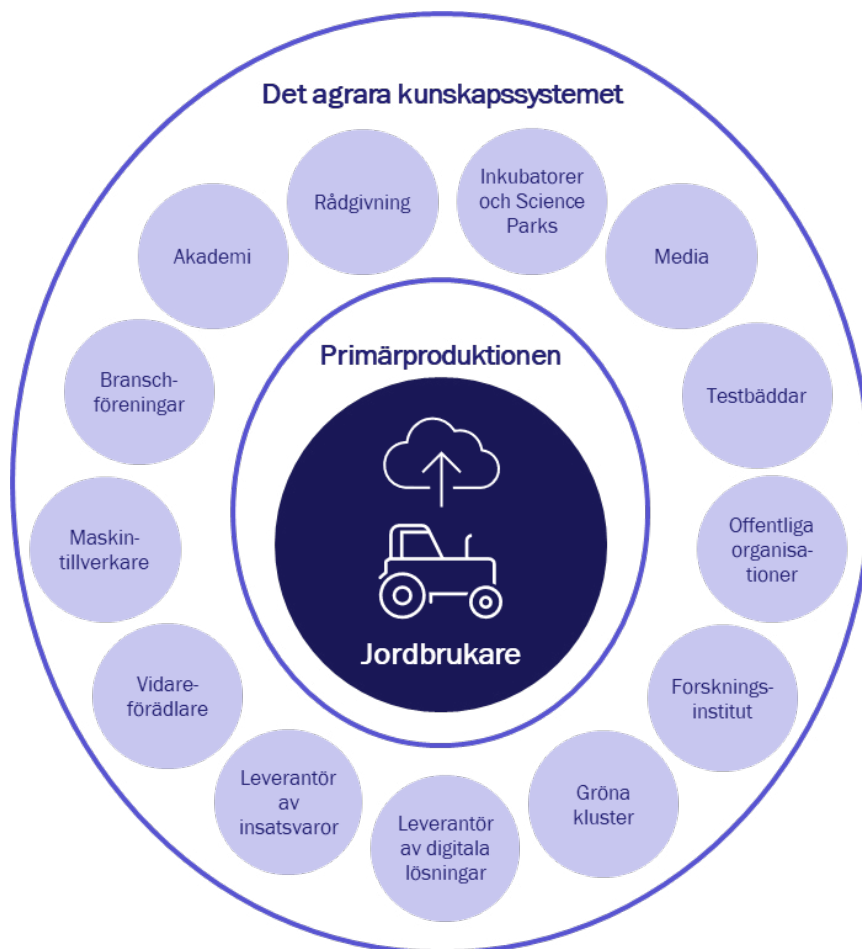 Det agrara kunskapssystemet
Rådgivning
Inkubatorer
och Science
Parks
Akademi
Media
Primärproduktionen
Bransch-
föreningar
Testbäddar
Maskin-
tillverkare
Offentliga
organisa-
tioner
Jordbrukare
Vidare-
förädlare
Forsknings-
institut
Leverantör
av
insatsvaror
Gröna
kluster
Leverantör
av digitala
lösningar